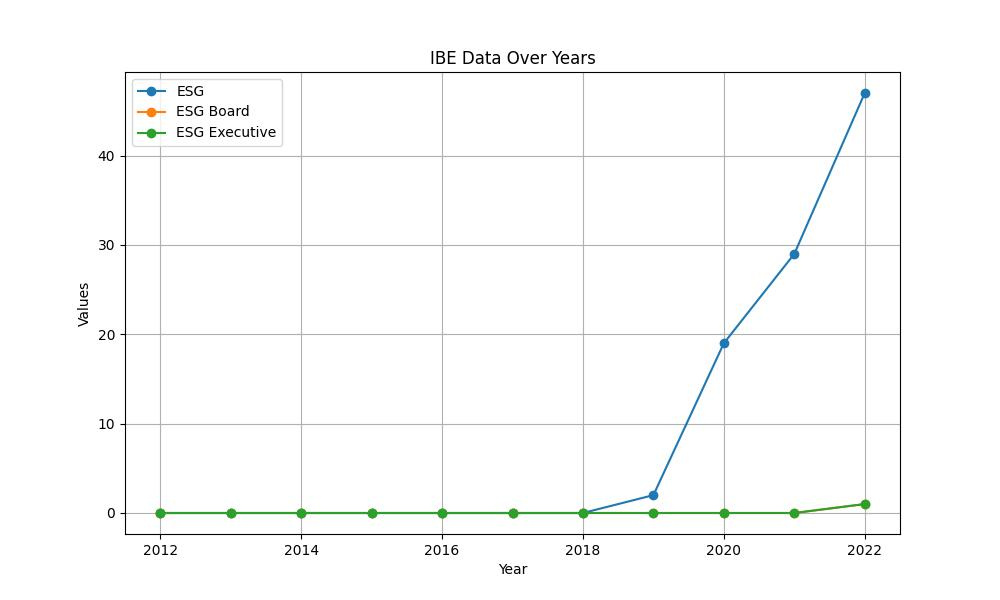 IBE Data Over Years
ESG
ESG Board
ESG Executive
40
30
20
10
0
Values
2012 2014 2016 2018 2020 2022
Year